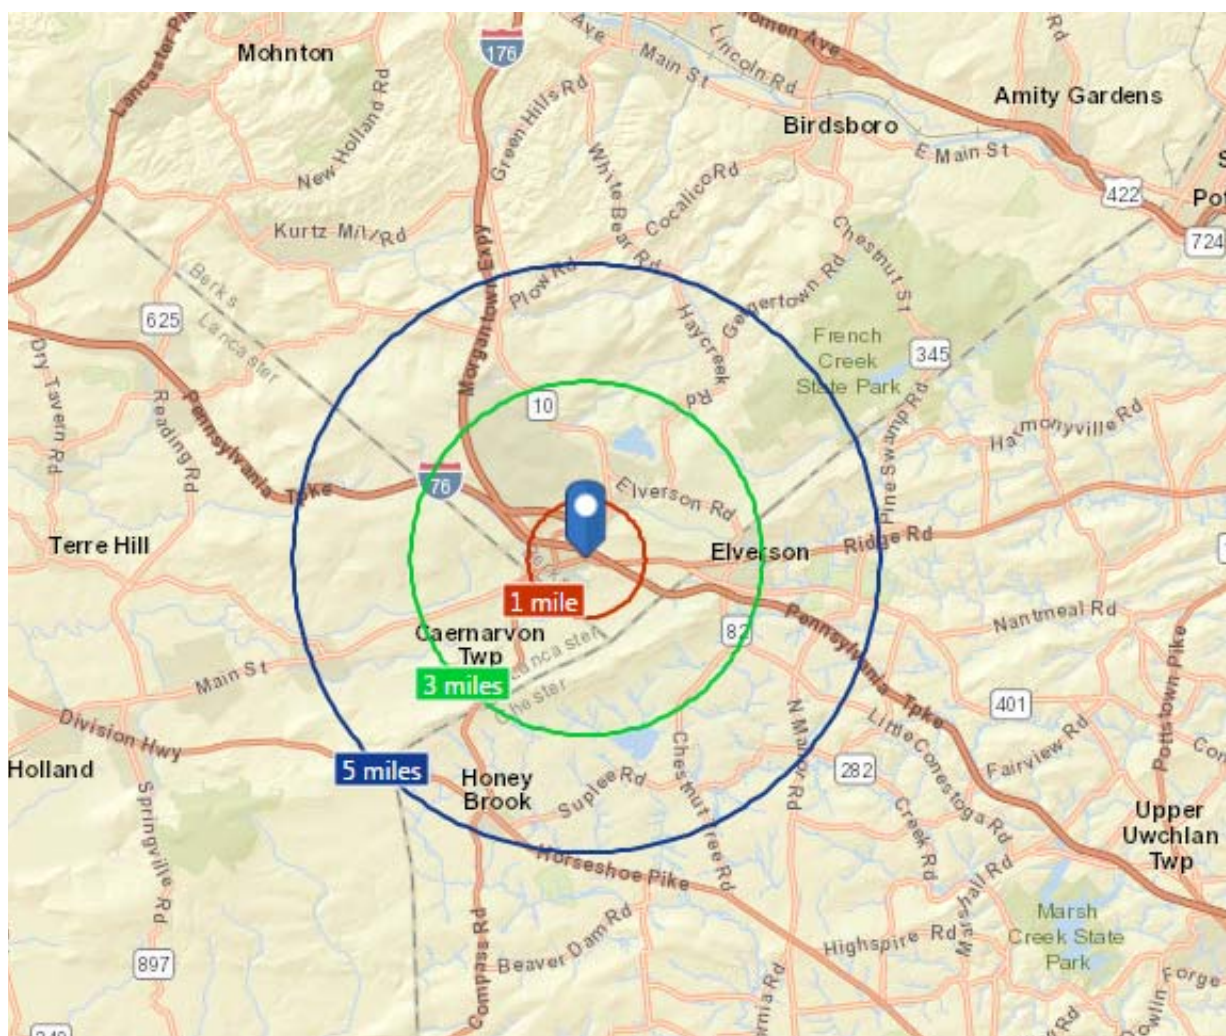 Lancaster Pike
Mohnton
176
Ave
Main St
Lincoln Rd
Rd
Amity Gardens
Birdsboro
E Main St
New Holland Rd
Green Hills Rd
White Bear Rd
Cocalico Rd
422
724
Kurtz Mill Rd
Chestnut St
Berks
Lancaster
625
Morgantown Expy
Plow Rd
Haycreek
Rd
Geigertown Rd
French
Creek
State Park
345
Dry Tavern Rd
Reading Rd
Pennsylvania Tpke
10
76
Elverson Rd
Pine Swamp Rd
Harmonyville Rd
Terre Hill
Elverson
Ridge Rd
1 mile
Caernarvon
Twp
Lancaster
Chester
82
Pennsylvania Tpke
Nantmeal Rd
Main St
3 miles
401
Pottstown Pike
Division Hwy
Holland
5 miles
Honey
Brook
Suplee Rd
Chestnut Tree Rd
N Manor Rd
282
Little Conestoga Rd
Fairview Rd
Springville Rd
Creek Rd
Upper
Uwchlan
Twp
Horseshoe Pike
Marshall Rd
Marsh
Creek State
Park
897
Compass Rd
Beaver Dam Rd
Highspire Rd
Forge
Rd